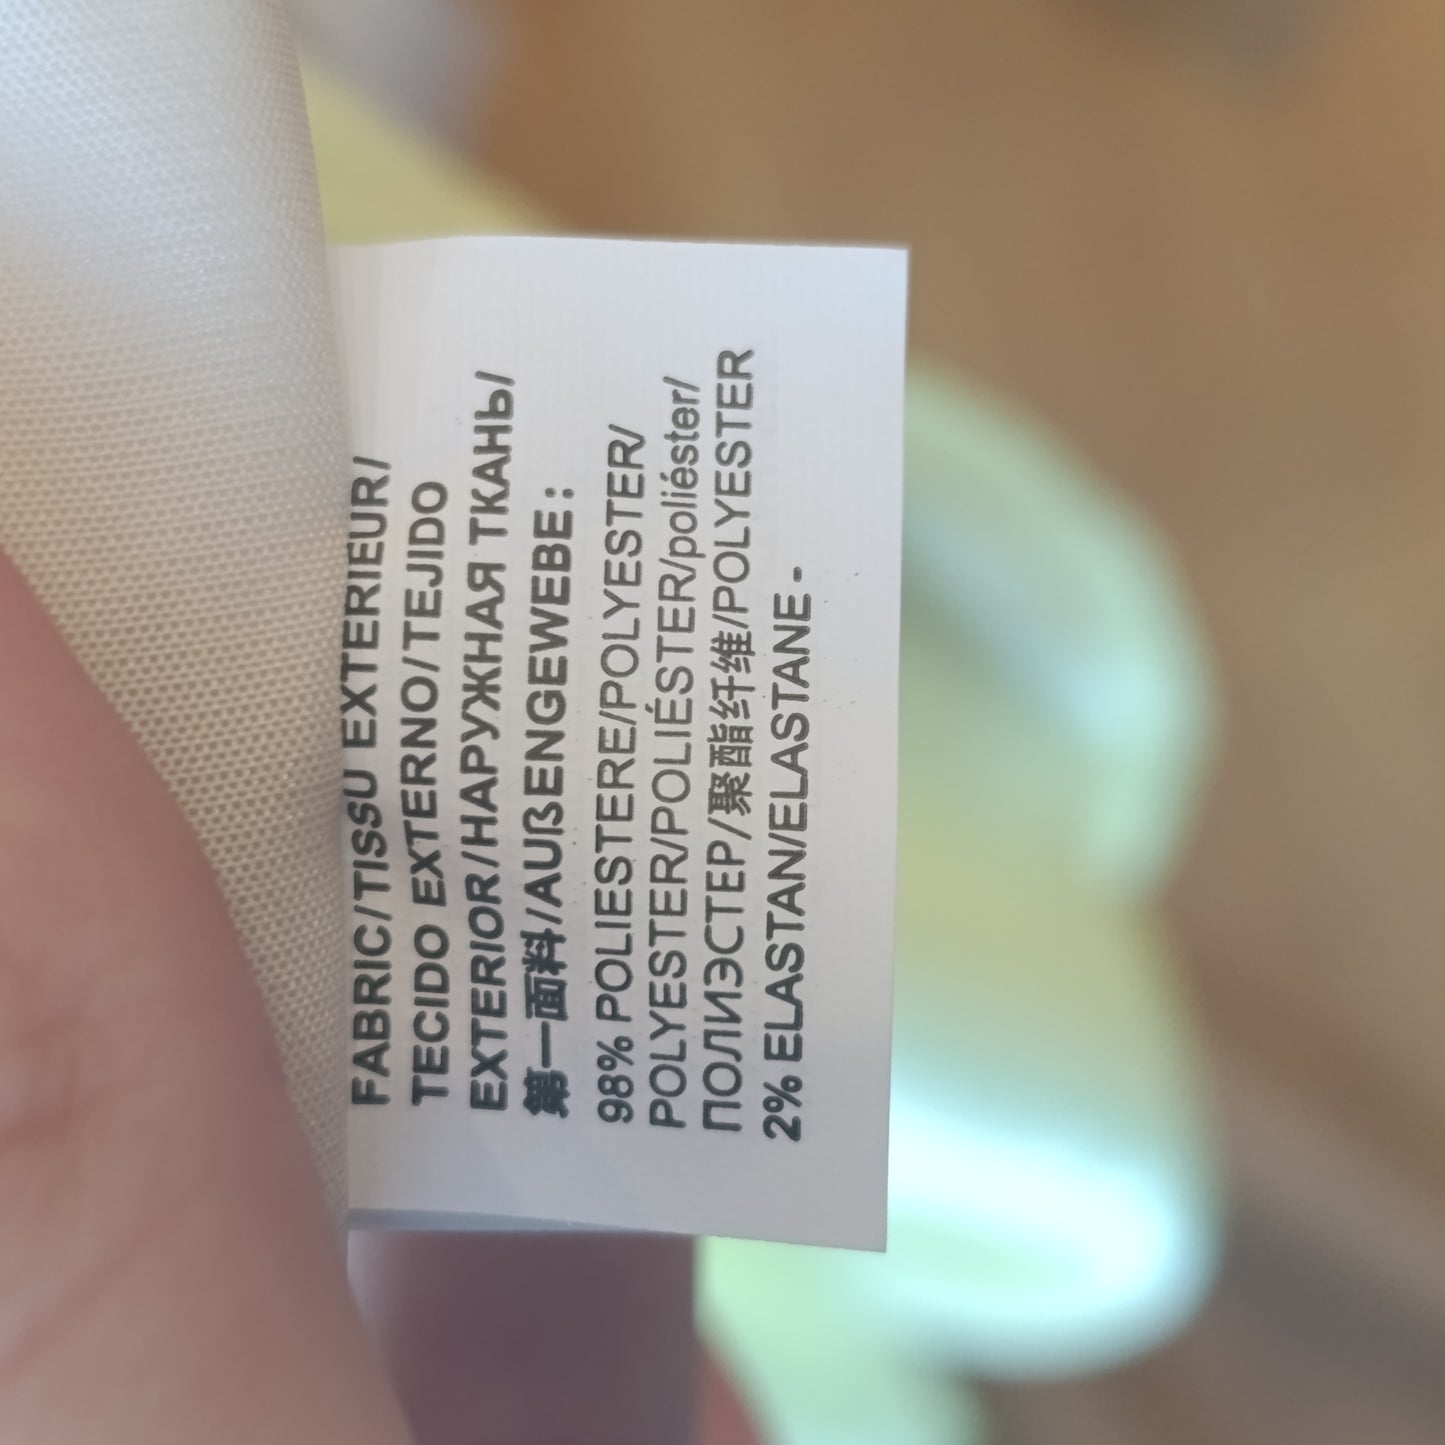 FABRIC/TISSU EXTERIEUR/
TECIDO EXTERNO/TEJIDO
EXTERIOR/НАРУЖНАЯ ТКАНЬ/
第一面料/AUßENGEWEBE:
98% POLIESTERE/POLYESTER/
POLYESTER/POLIÉSTER/poliéster/
ПОЛИЭСТЕР/聚酯纤维/POLYESTER
2% ELASTAN/ELASTANE-